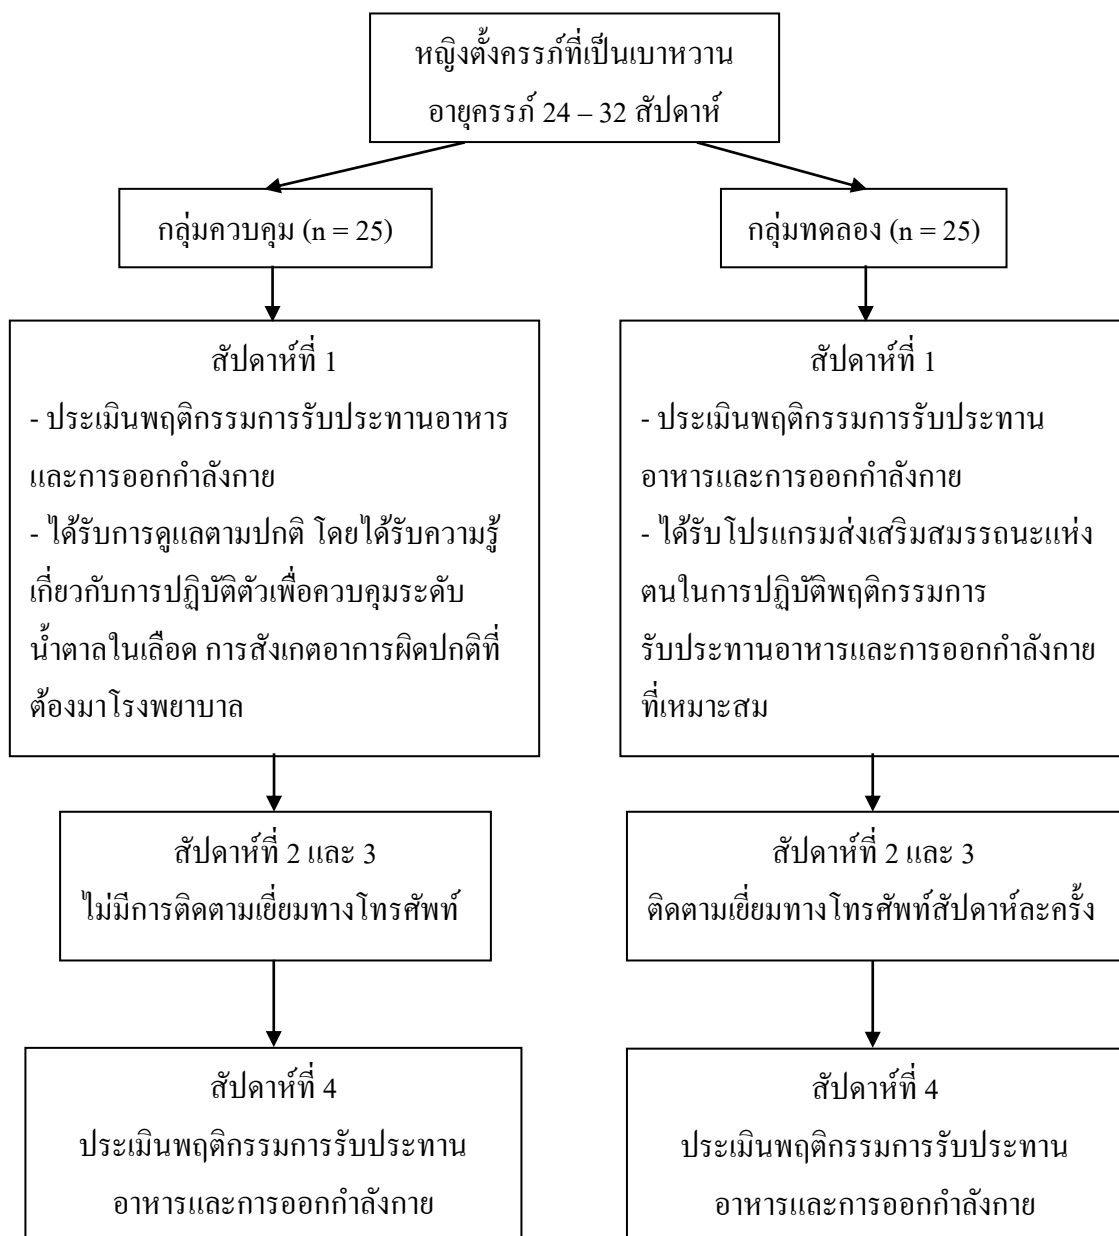 หญิงตั้งครรภ์ที่เป็นเบาหวาน
อายุครรภ์ 24 – 32 สัปดาห์
กลุ่มควบคุม (n = 25)
กลุ่มทดลอง (n = 25)
สัปดาห์ที่ 1
- ประเมินพฤติกรรมการรับประทานอาหาร
และการออกกำลังกาย
- ได้รับการดูแลตามปกติ โดยได้รับความรู้
เกี่ยวกับการปฏิบัติตัวเพื่อควบคุมระดับ
น้ำตาลในเลือด การสังเกตอาการผิดปกติที่
ต้องมาโรงพยาบาล
สัปดาห์ที่ 1
- ประเมินพฤติกรรมการรับประทาน
อาหารและการออกกำลังกาย
- ได้รับโปรแกรมส่งเสริมสมรรถนะแห่ง
ตนในการปฏิบัติพฤติกรรมการ
รับประทานอาหารและการออกกำลังกาย
ที่เหมาะสม
สัปดาห์ที่ 2 และ 3
ไม่มีการติดตามเยี่ยมทางโทรศัพท์
สัปดาห์ที่ 2 และ 3
ติดตามเยี่ยมทางโทรศัพท์สัปดาห์ละครั้ง
สัปดาห์ที่ 4
ประเมินพฤติกรรมการรับประทาน
อาหารและการออกกำลังกาย
สัปดาห์ที่ 4
ประเมินพฤติกรรมการรับประทาน
อาหารและการออกกำลังกาย